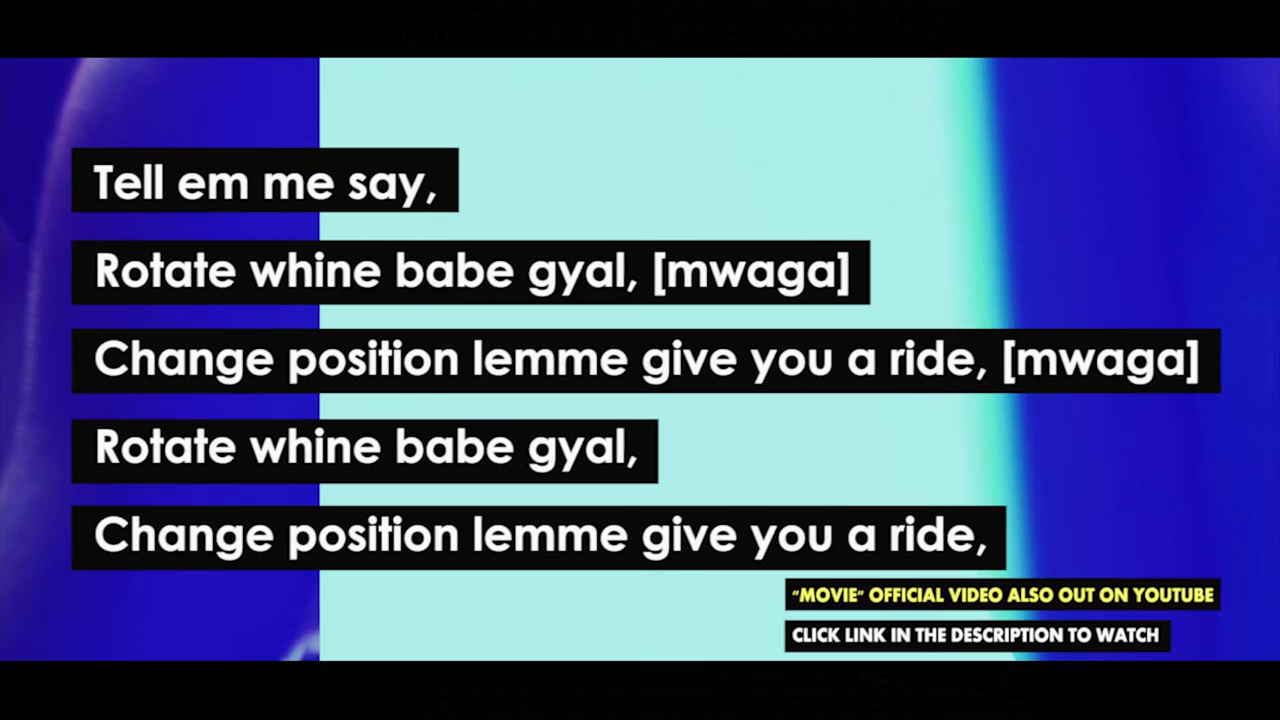 Tell em me say,
Rotate whine babe gyal, [mwaga]
Change position lemme give you a ride, [mwaga]
Rotate whine babe gyal,
Change position lemme give you a ride,
"MOVIE" OFFICIAL VIDEO ALSO OUT ON YOUTUBE
CLICK LINK IN THE DESCRIPTION TO WATCH